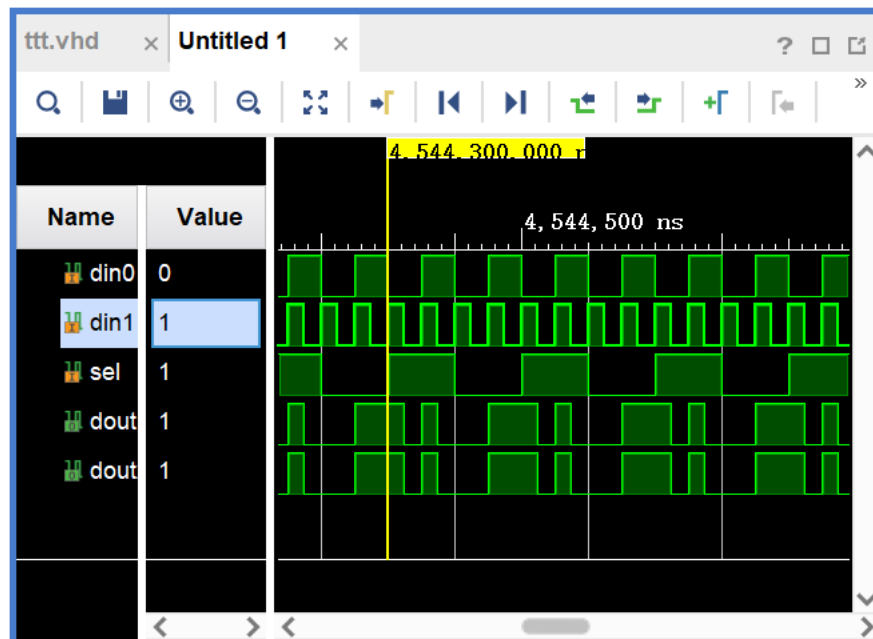 ttt.vhd × Untitled 1 ×
?
»
4,544,300.000 n
Name Value
4,544,500 ns
din0 0
din1 1
sel 1
dout 1
dout 1